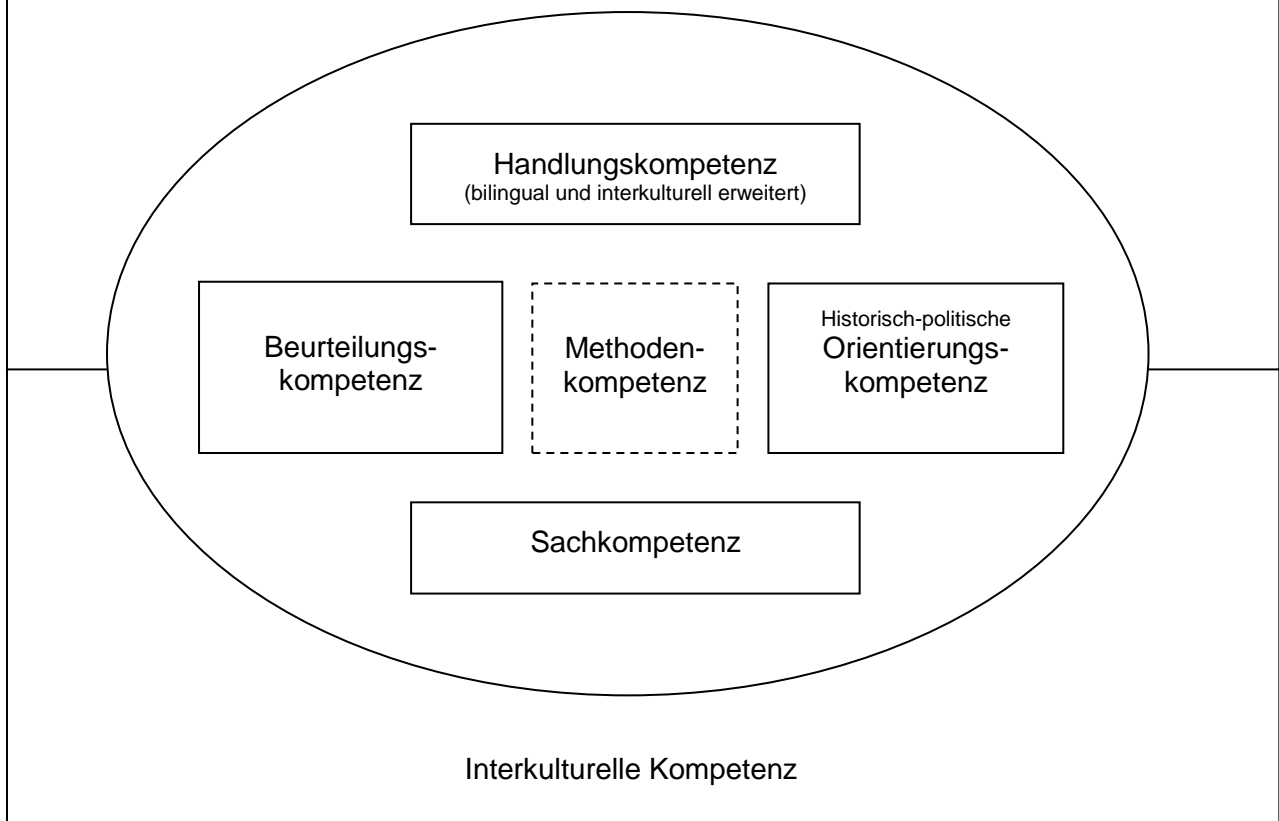 Handlungskompetenz
(bilingual und interkulturell erweitert)
Beurteilungs-
kompetenz
Methoden-
kompetenz
Historisch-politische
Orientierungs-
kompetenz
Sachkompetenz
Interkulturelle Kompetenz